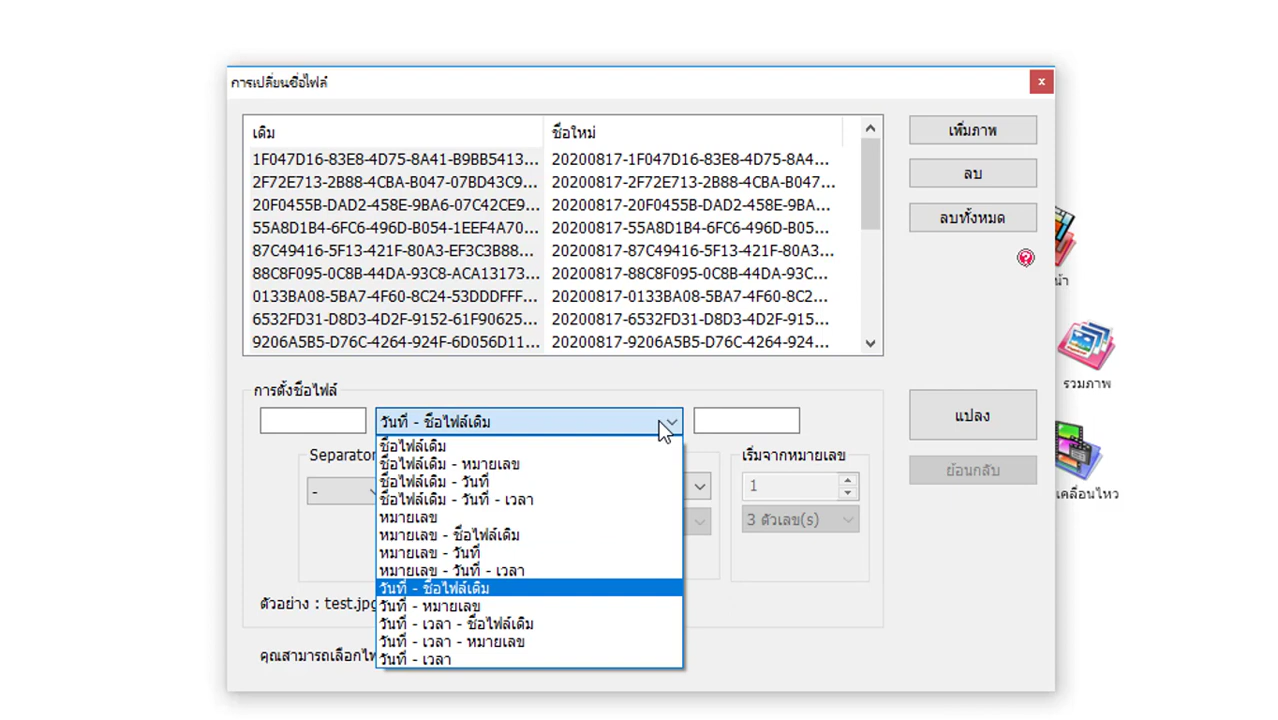 การเปลี่ยนชื่อไฟล์
x
เดิม ชื่อใหม่
1F047D16-83E8-4D75-8A41-B9BB5413... 20200817-1F047D16-83E8-4D75-8A4...
2F72E713-2B88-4CBA-B047-07BD43C9... 20200817-2F72E713-2B88-4CBA-B047...
20F0455B-DAD2-458E-9BA6-07C42CE9... 20200817-20F0455B-DAD2-458E-9BA...
55A8D1B4-6FC6-496D-B054-1EEF4A70... 20200817-55A8D1B4-6FC6-496D-B05...
87C49416-5F13-421F-80A3-EF3C3B88... 20200817-87C49416-5F13-421F-80A3...
88C8F095-0C8B-44DA-93C8-ACA13173... 20200817-88C8F095-0C8B-44DA-93C...
0133BA08-5BA7-4F60-8C24-53DDDFFF... 20200817-0133BA08-5BA7-4F60-8C2...
6532FD31-D8D3-4D2F-9152-61F90625... 20200817-6532FD31-D8D3-4D2F-915...
9206A5B5-D76C-4264-924F-6D056D11... 20200817-9206A5B5-D76C-4264-924...
เพิ่มภาพ
ลบ
ลบทั้งหมด
?
การตั้งชื่อไฟล์
วันที่ - ชื่อไฟล์เดิม
ชื่อไฟล์เดิม
ชื่อไฟล์เดิม - หมายเลข
ชื่อไฟล์เดิม - วันที่
ชื่อไฟล์เดิม - วันที่ - เวลา
หมายเลข
หมายเลข - ชื่อไฟล์เดิม
หมายเลข - วันที่
หมายเลข - วันที่ - เวลา
วันที่ - ชื่อไฟล์เดิม
วันที่ - หมายเลข
วันที่ - เวลา - ชื่อไฟล์เดิม
วันที่ - เวลา - หมายเลข
วันที่ - เวลา
Separator
-
เริ่มจากหมายเลข
1
3 ตัวเลข(s)
แปลง
ย้อนกลับ
ตัวอย่าง : test.jpg
คุณสามารถเลือกไฟ
น้า
รวมภาพ
เคลื่อนไหว